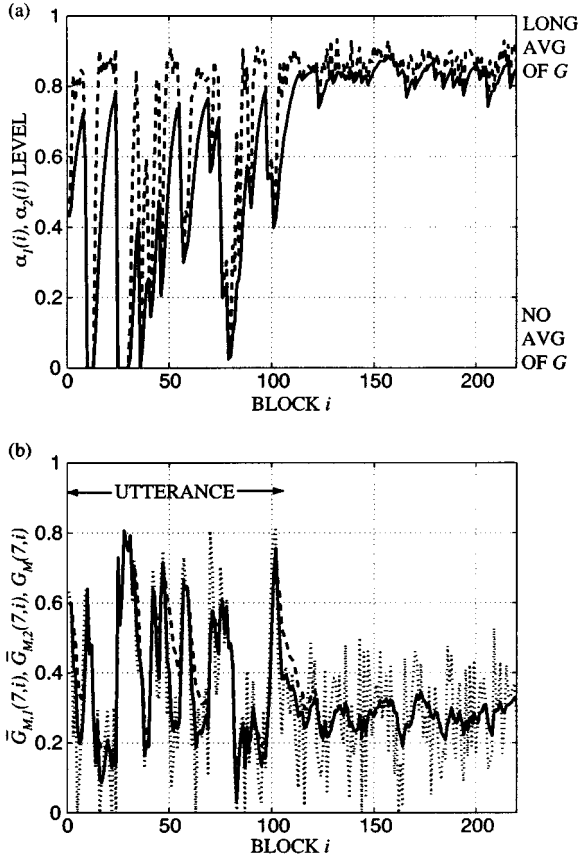 (a)
1
0.8
0.6
0.4
0.2
0
α₁(i), α₂(i) LEVEL
LONG
AVG
OF G
NO
AVG
OF G
0 50 100 150 200
BLOCK i
(b)
1
0.8
0.6
0.4
0.2
0
G̅_{M,1}(7,i), G̅_{M,2}(7,i), G_M(7,i)
UTTERANCE
0 50 100 150 200
BLOCK i